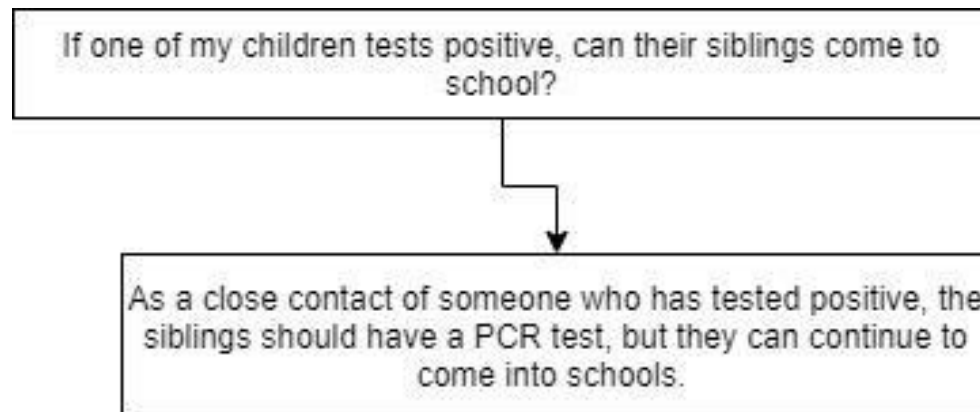 If one of my children tests positive, can their siblings come to
school?
As a close contact of someone who has tested positive, the
siblings should have a PCR test, but they can continue to
come into schools.